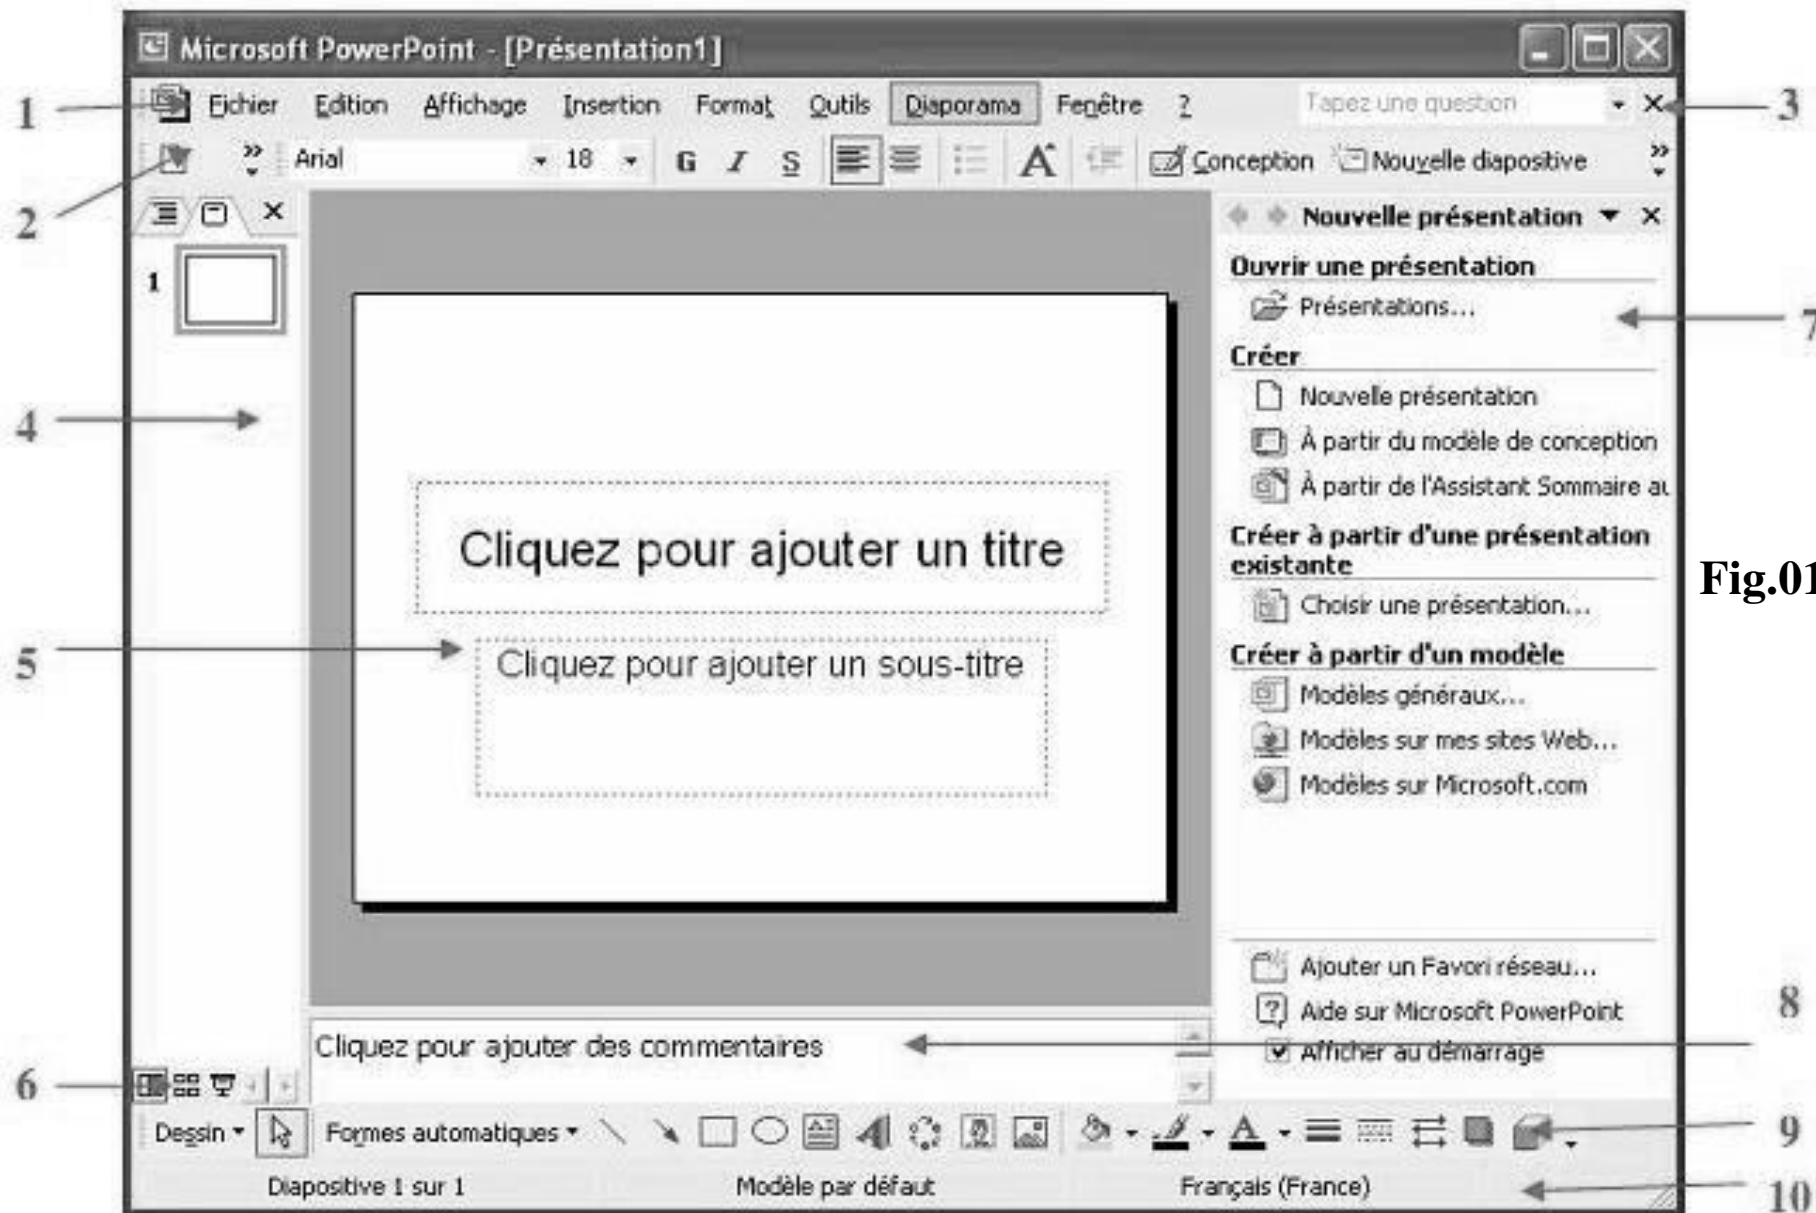 Microsoft PowerPoint - [Présentation1]
1 Fichier Edition Affichage Insertion Format Outils Diaporama Fenêtre ? Tapez une question 3
2 Arial 18 G I S Conception Nouvelle diapositive
Nouvelle présentation
1
Ouvrir une présentation
Présentations...
7
Créer
Nouvelle présentation
4
À partir du modèle de conception
À partir de l'Assistant Sommaire au
Cliquez pour ajouter un titre
Créer à partir d'une présentation
existante
Fig.01
Choisir une présentation...
5
Cliquez pour ajouter un sous-titre
Créer à partir d'un modèle
Modèles généraux...
Modèles sur mes sites Web...
Modèles sur Microsoft.com
Ajouter un Favori réseau...
8
Aide sur Microsoft PowerPoint
Cliquez pour ajouter des commentaires
Afficher au démarrage
6
Dessin Formes automatiques A 9
Diapositive 1 sur 1 Modèle par défaut Français (France) 10